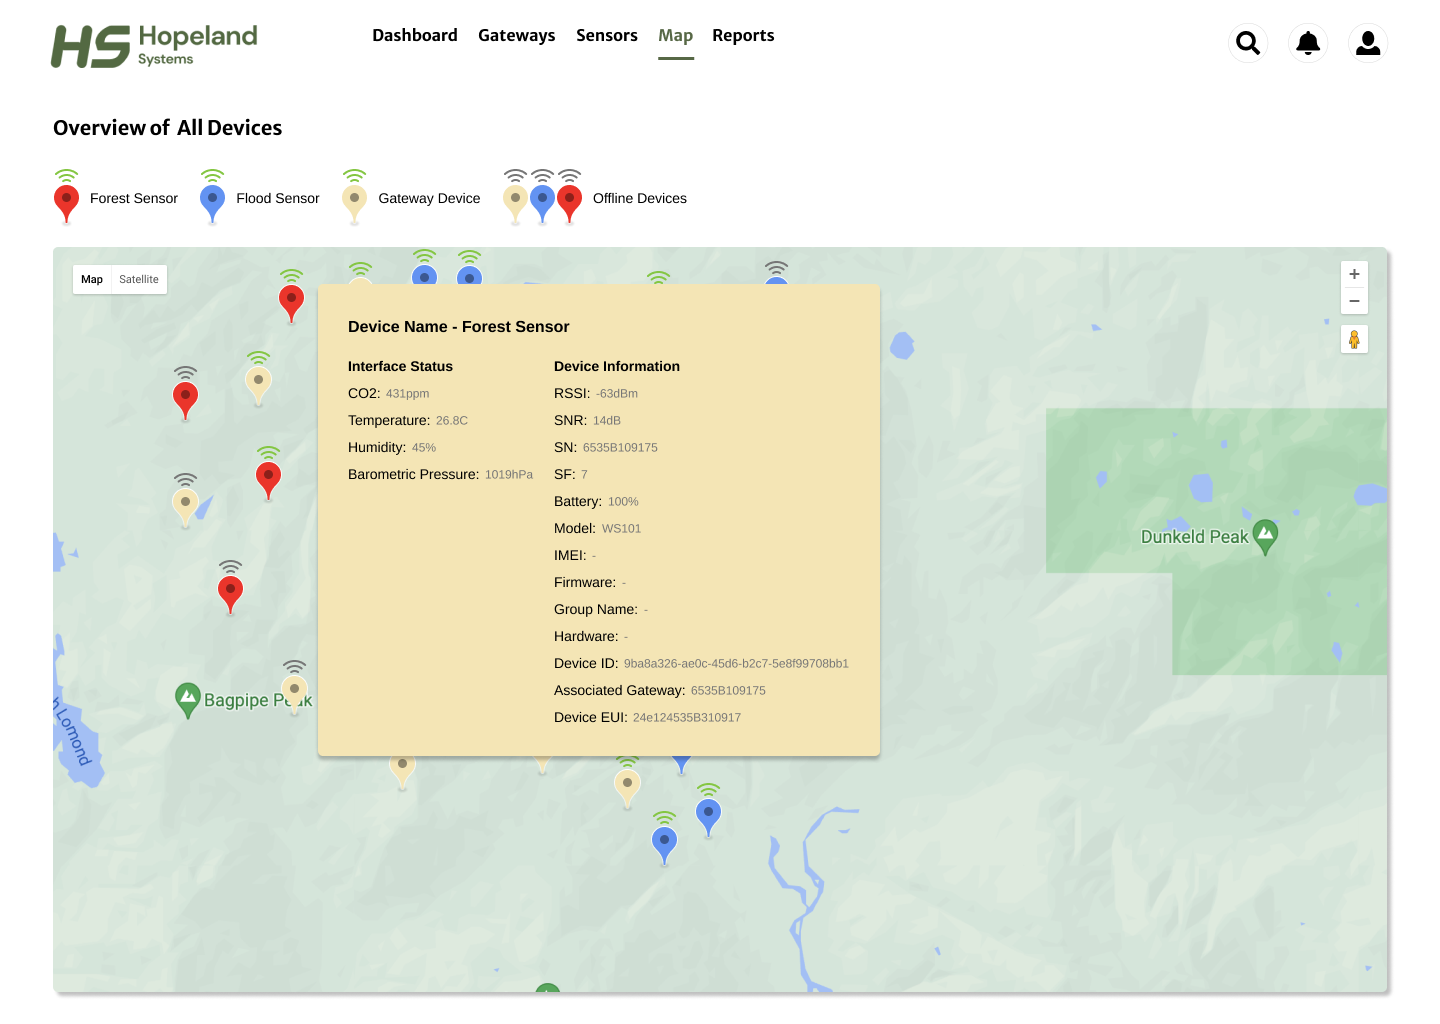 HS Hopeland
Systems
Dashboard Gateways Sensors Map Reports
Overview of All Devices
Forest Sensor Flood Sensor Gateway Device Offline Devices
Map Satellite
+
−
Device Name - Forest Sensor
Interface Status
CO2: 431ppm
Temperature: 26.8C
Humidity: 45%
Barometric Pressure: 1019hPa
Device Information
RSSI: -63dBm
SNR: 14dB
SN: 6535B109175
SF: 7
Battery: 100%
Model: WS101
IMEI: -
Firmware: -
Group Name: -
Hardware: -
Device ID: 9ba8a326-ae0c-45d6-b2c7-5e8f99708bb1
Associated Gateway: 6535B109175
Device EUI: 24e124535B310917
Dunkeld Peak
Bagpipe Peak
h Lomond